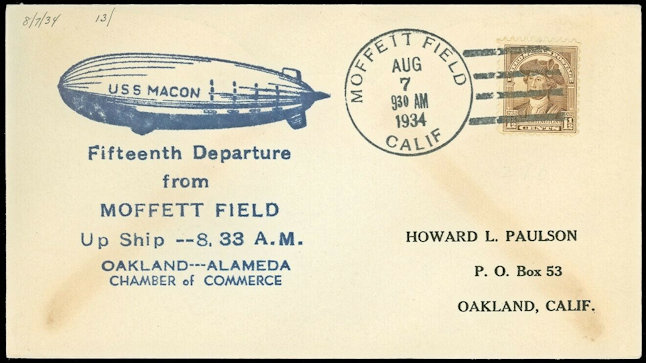 8/7/34 13/
USS MACON
Fifteenth Departure
from
MOFFETT FIELD
Up Ship --8, 33 A.M.
OAKLAND---ALAMEDA
CHAMBER of COMMERCE
MOFFETT FIELD
AUG
7
930 AM
1934
CALIF
CENTS
HOWARD L. PAULSON
P. O. Box 53
OAKLAND, CALIF.